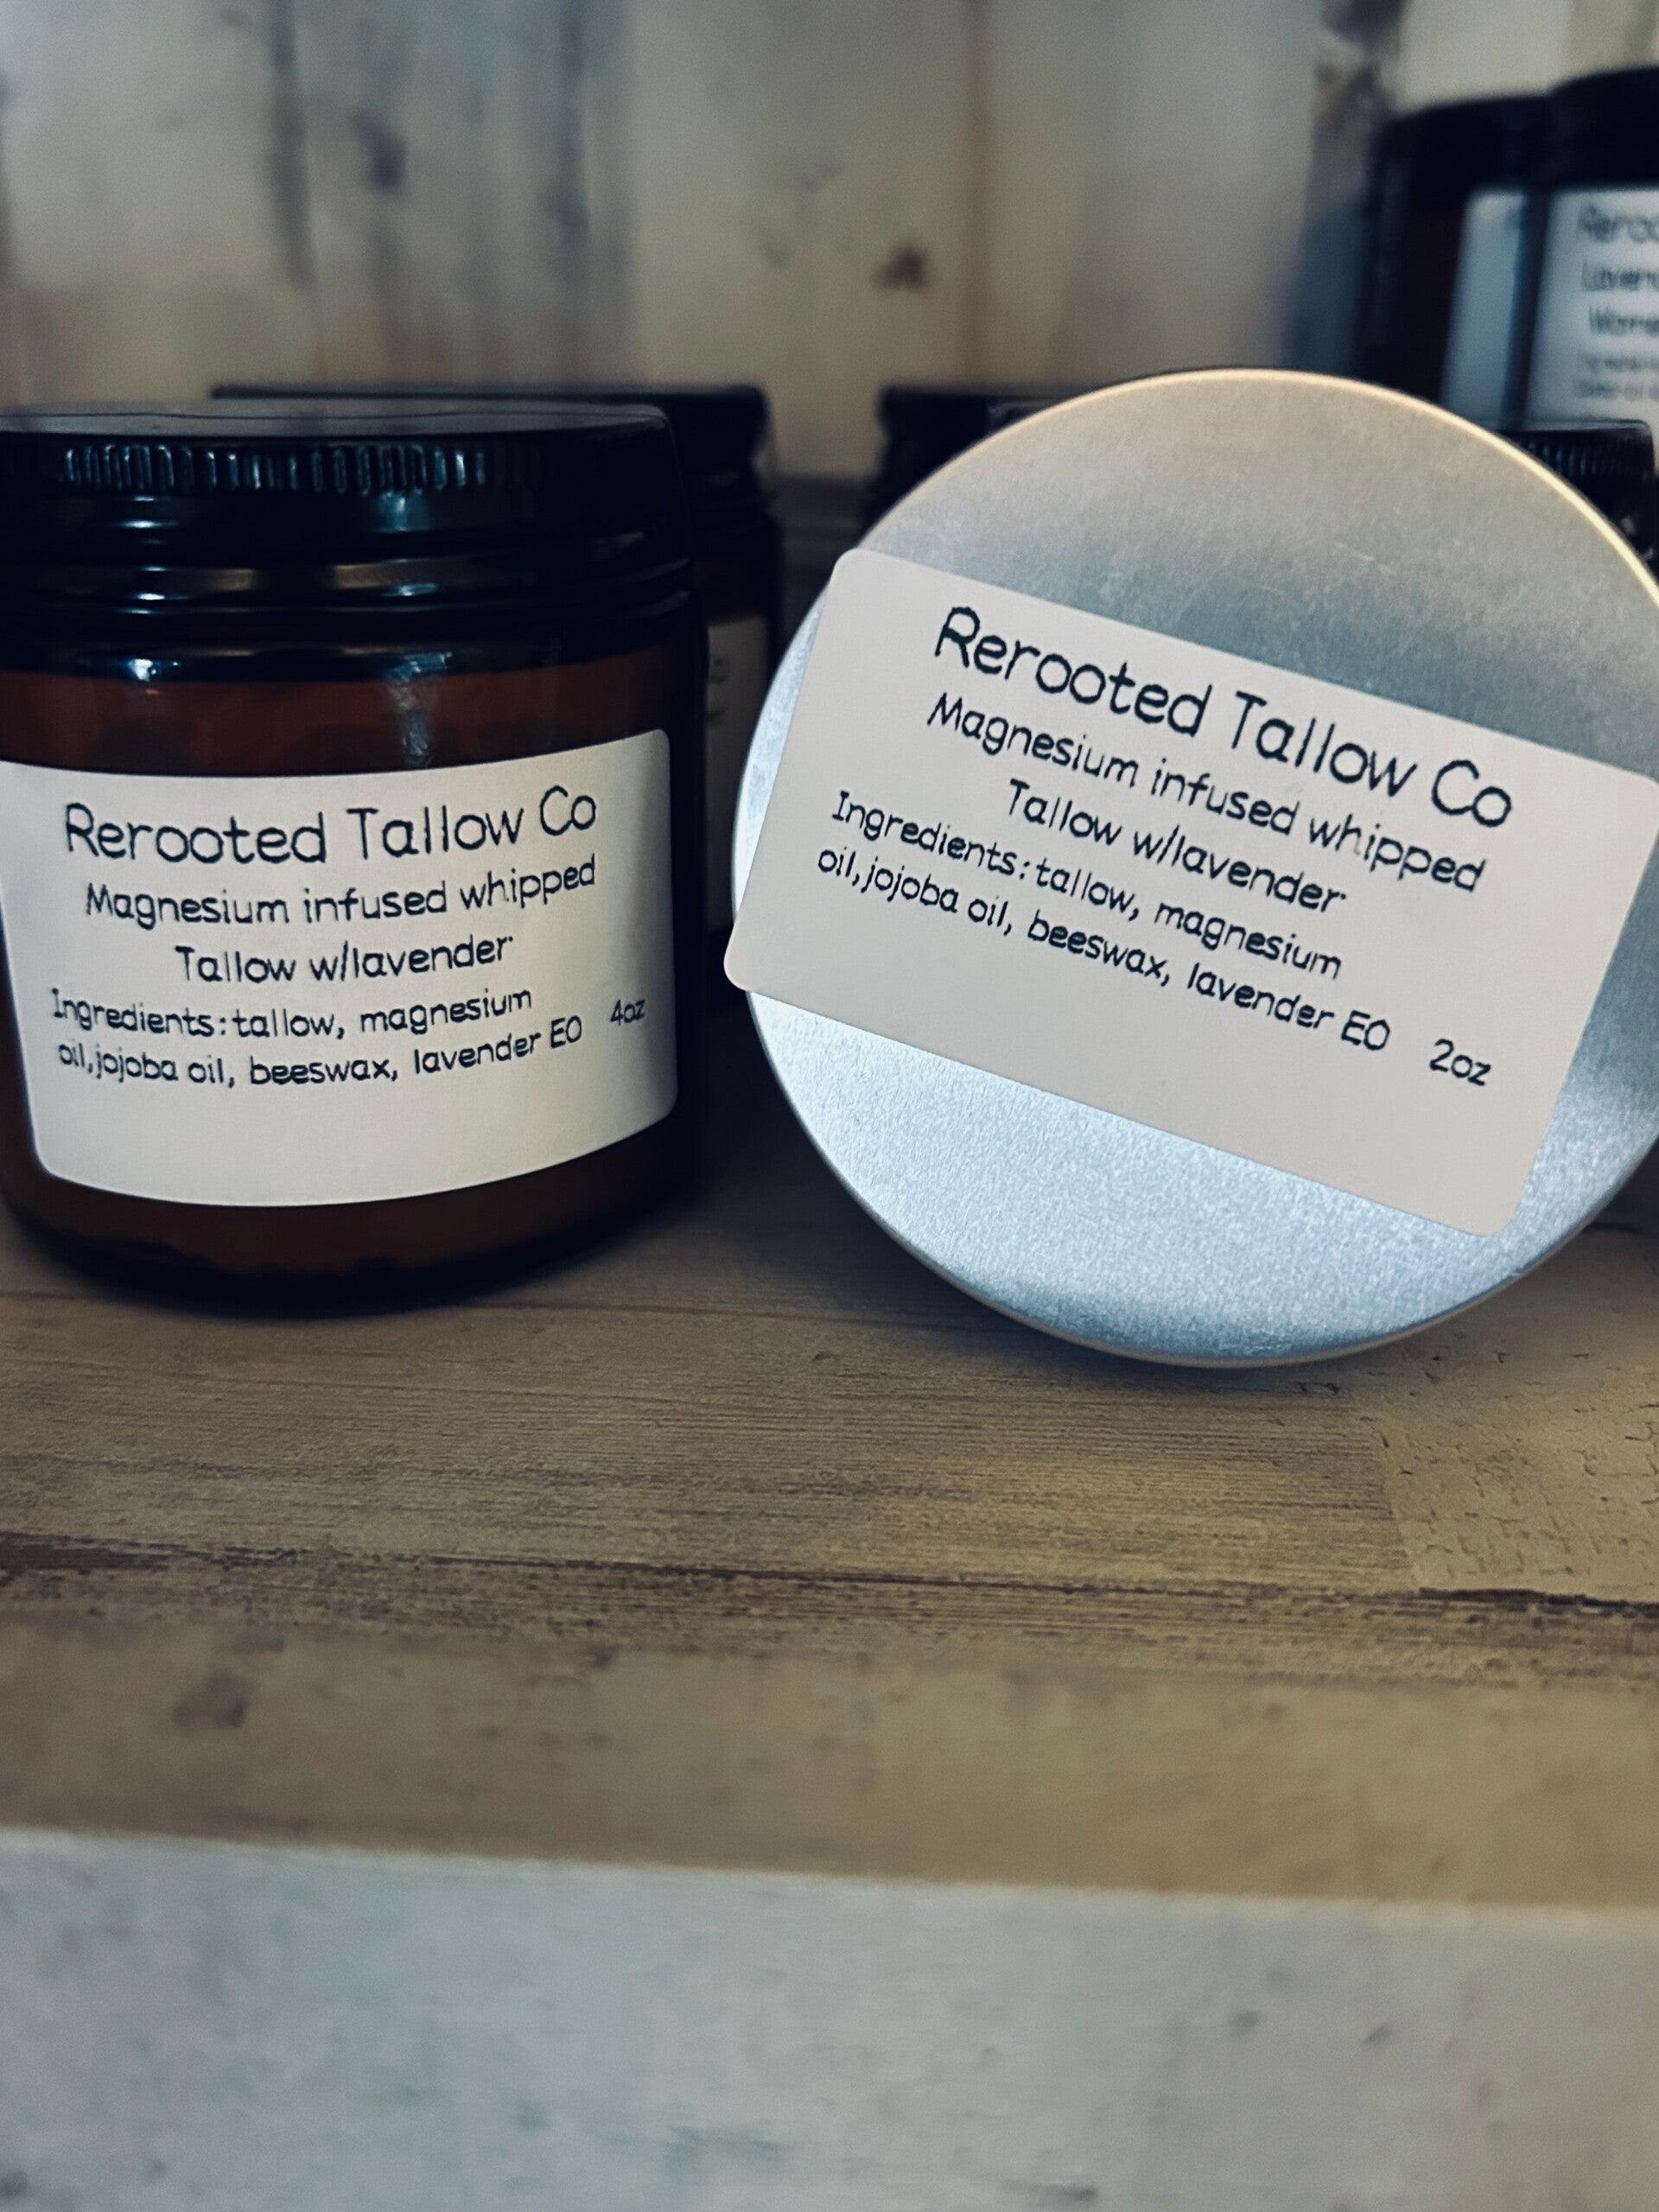 Rerooted Tallow Co
Magnesium infused whipped
Tallow w/lavender
Ingredients: tallow, magnesium
oil, jojoba oil, beeswax, lavender EO 4oz
Rerooted Tallow Co
Magnesium infused whipped
Tallow w/lavender
Ingredients: tallow, magnesium
oil, jojoba oil, beeswax, lavender EO 2oz